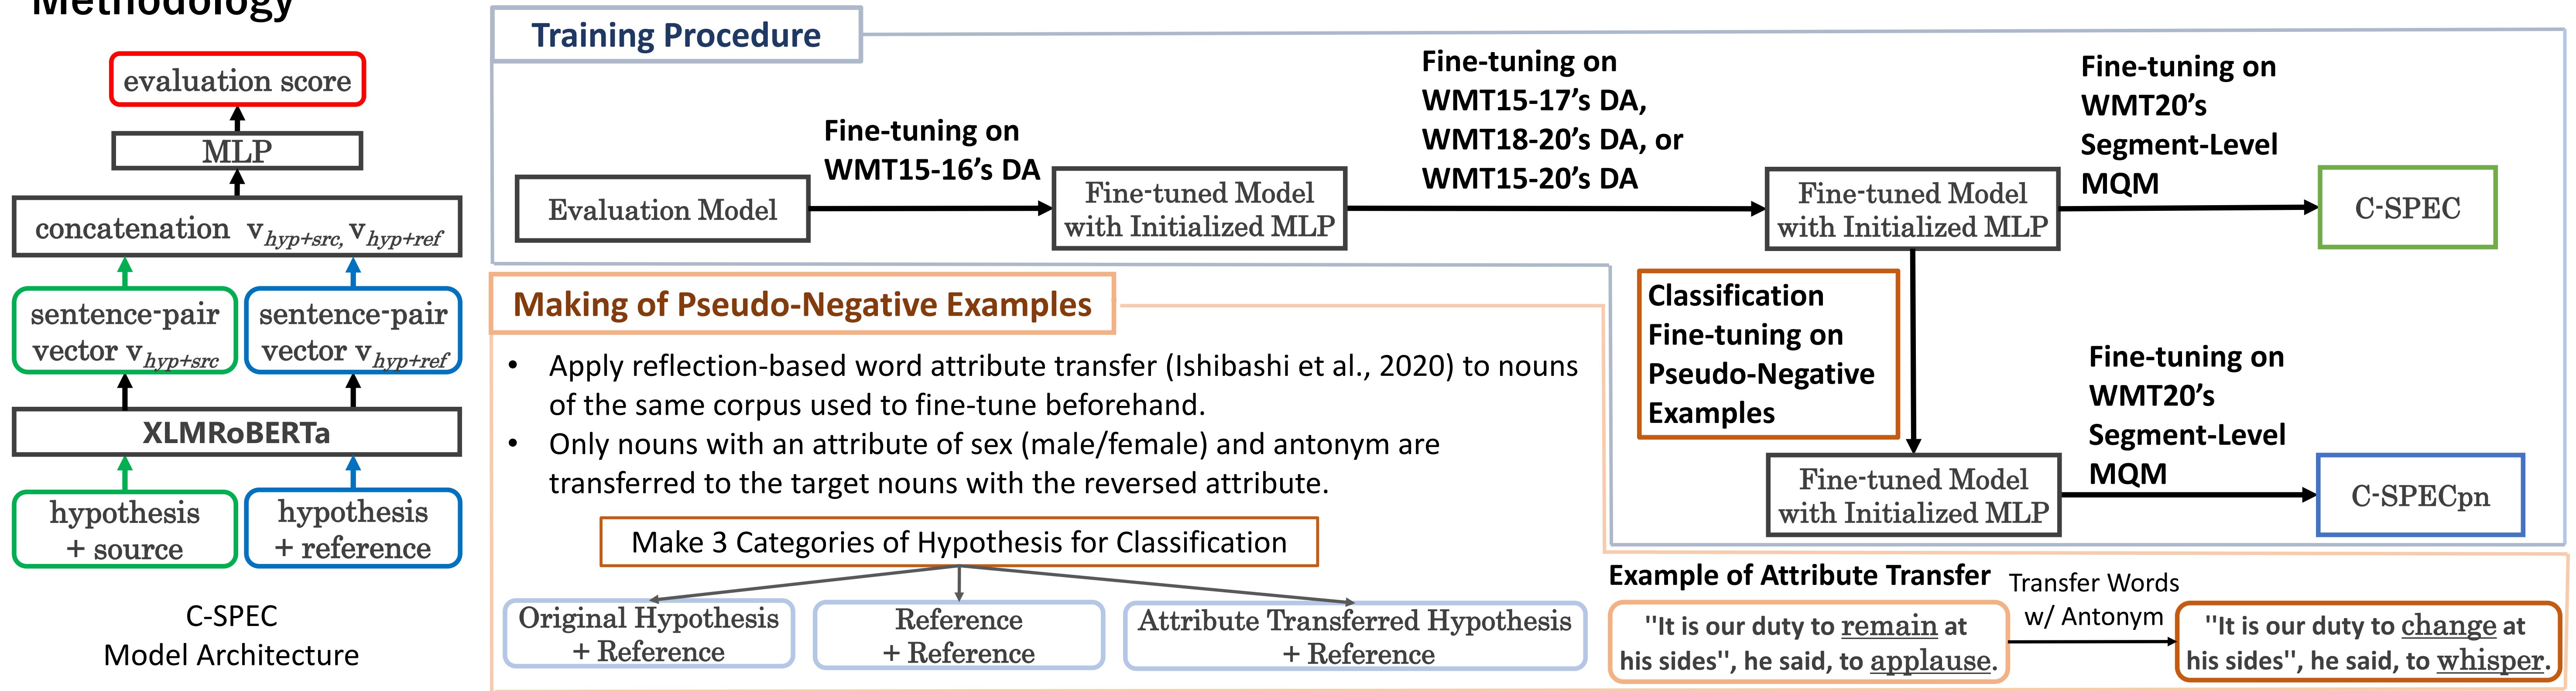 Methodology
evaluation score
MLP
concatenation v hyp+src, v hyp+ref
sentence-pair
vector v hyp+src
sentence-pair
vector v hyp+ref
XLMRoBERTa
hypothesis
+ source
hypothesis
+ reference
C-SPEC
Model Architecture
Training Procedure
Evaluation Model
Fine-tuning on
WMT15-16’s DA
Fine-tuned Model
with Initialized MLP
Fine-tuning on
WMT15-17’s DA,
WMT18-20’s DA, or
WMT15-20’s DA
Fine-tuned Model
with Initialized MLP
Fine-tuning on
WMT20’s
Segment-Level
MQM
C-SPEC
Classification
Fine-tuning on
Pseudo-Negative
Examples
Fine-tuned Model
with Initialized MLP
Fine-tuning on
WMT20’s
Segment-Level
MQM
C-SPECpn
Making of Pseudo-Negative Examples
• Apply reflection-based word attribute transfer (Ishibashi et al., 2020) to nouns
of the same corpus used to fine-tune beforehand.
• Only nouns with an attribute of sex (male/female) and antonym are
transferred to the target nouns with the reversed attribute.
Make 3 Categories of Hypothesis for Classification
Original Hypothesis
+ Reference
Reference
+ Reference
Attribute Transferred Hypothesis
+ Reference
Example of Attribute Transfer
"It is our duty to remain at
his sides", he said, to applause.
Transfer Words
w/ Antonym
"It is our duty to change at
his sides", he said, to whisper.